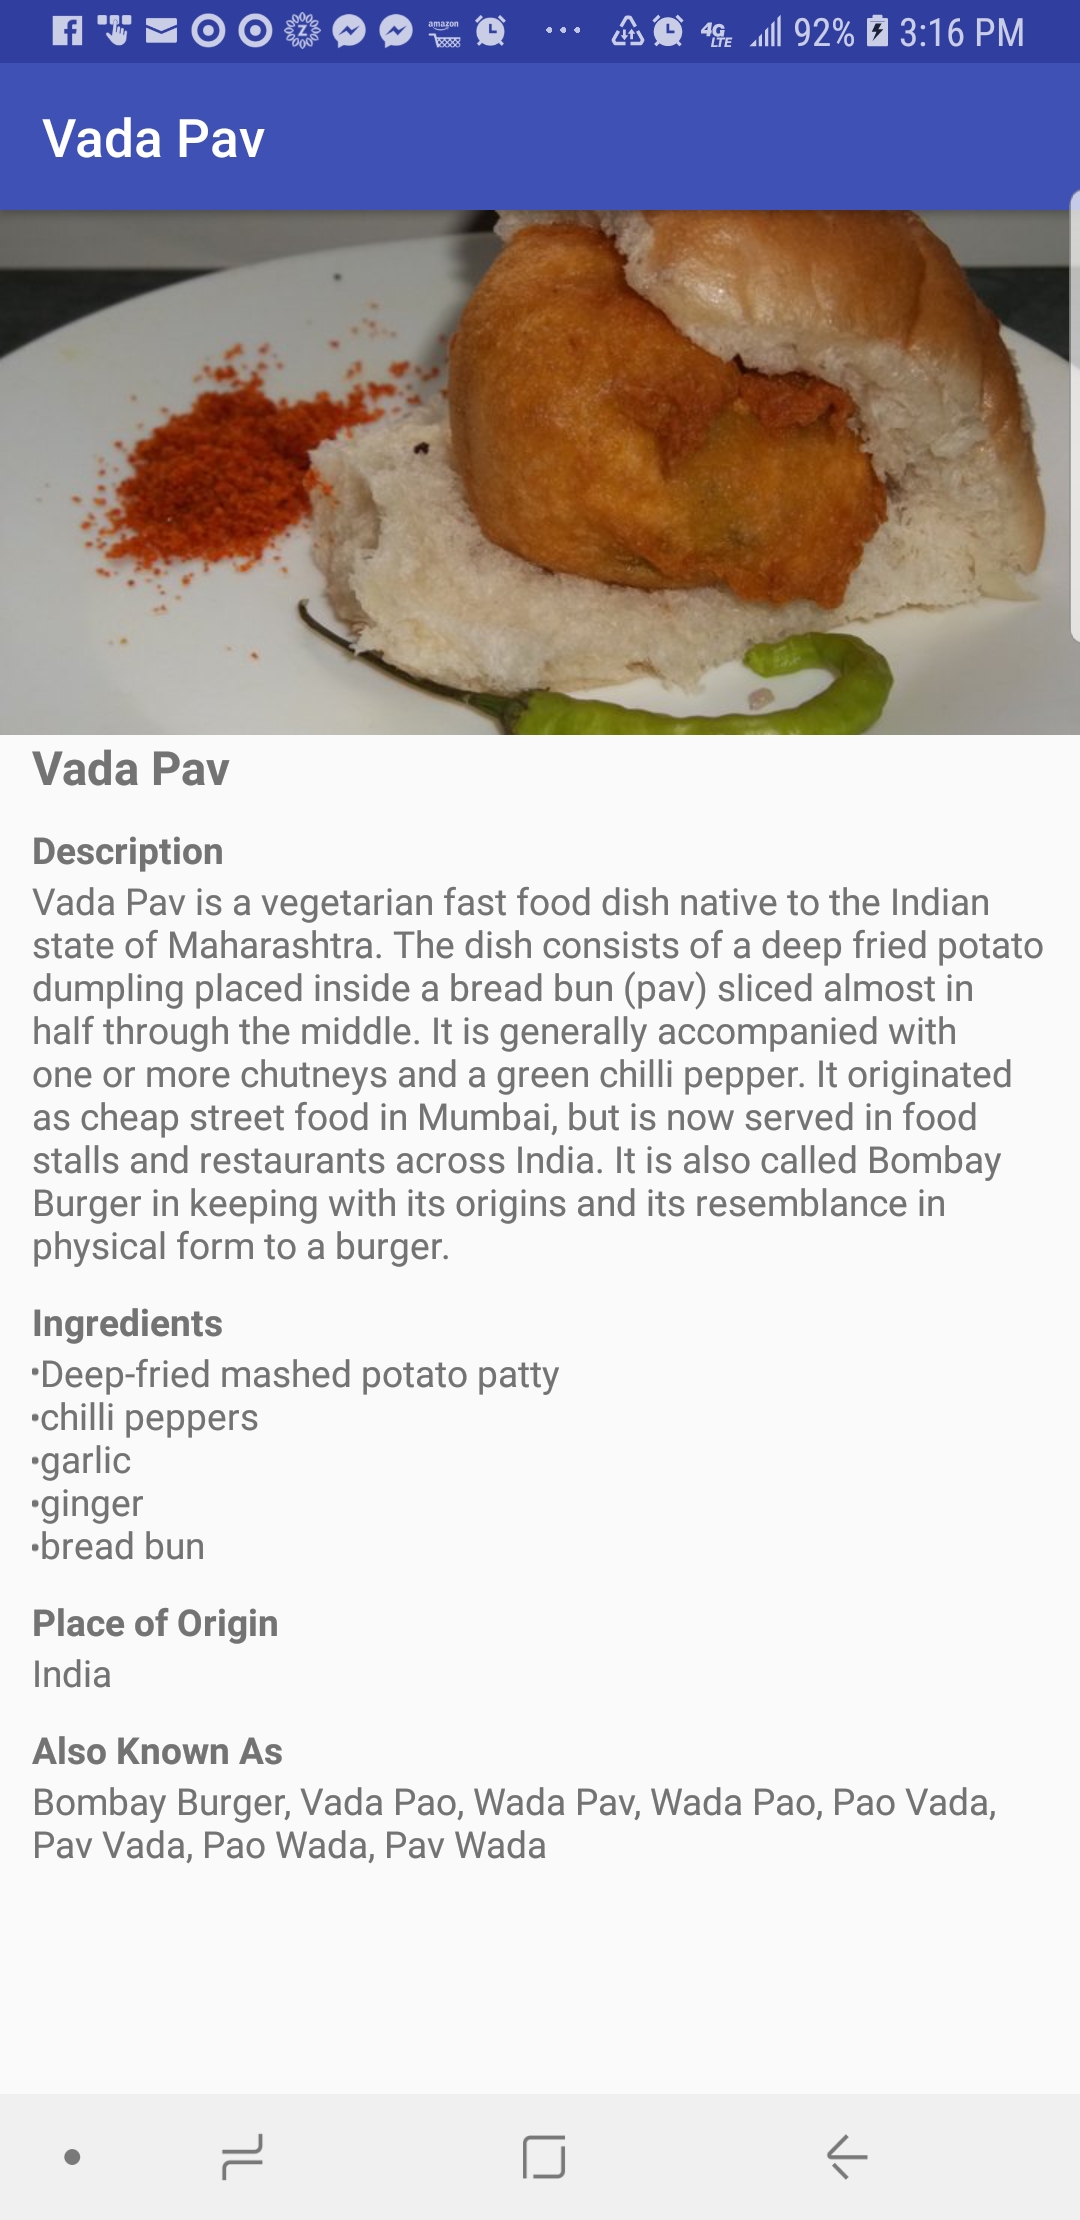 amazon
4G
LTE
92%
3:16 PM
Vada Pav
Vada Pav
Description
Vada Pav is a vegetarian fast food dish native to the Indian
state of Maharashtra. The dish consists of a deep fried potato
dumpling placed inside a bread bun (pav) sliced almost in
half through the middle. It is generally accompanied with
one or more chutneys and a green chilli pepper. It originated
as cheap street food in Mumbai, but is now served in food
stalls and restaurants across India. It is also called Bombay
Burger in keeping with its origins and its resemblance in
physical form to a burger.
Ingredients
•Deep-fried mashed potato patty
•chilli peppers
•garlic
•ginger
•bread bun
Place of Origin
India
Also Known As
Bombay Burger, Vada Pao, Wada Pav, Wada Pao, Pao Vada,
Pav Vada, Pao Wada, Pav Wada